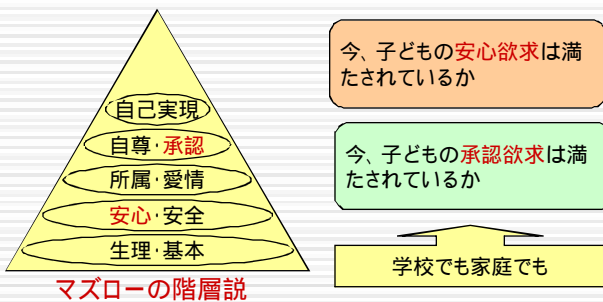 自己実現
自尊・承認
所属・愛情
安心・安全
生理・基本
マズローの階層説
今、子どもの安心欲求は満
たされているか
今、子どもの承認欲求は満
たされているか
学校でも家庭でも